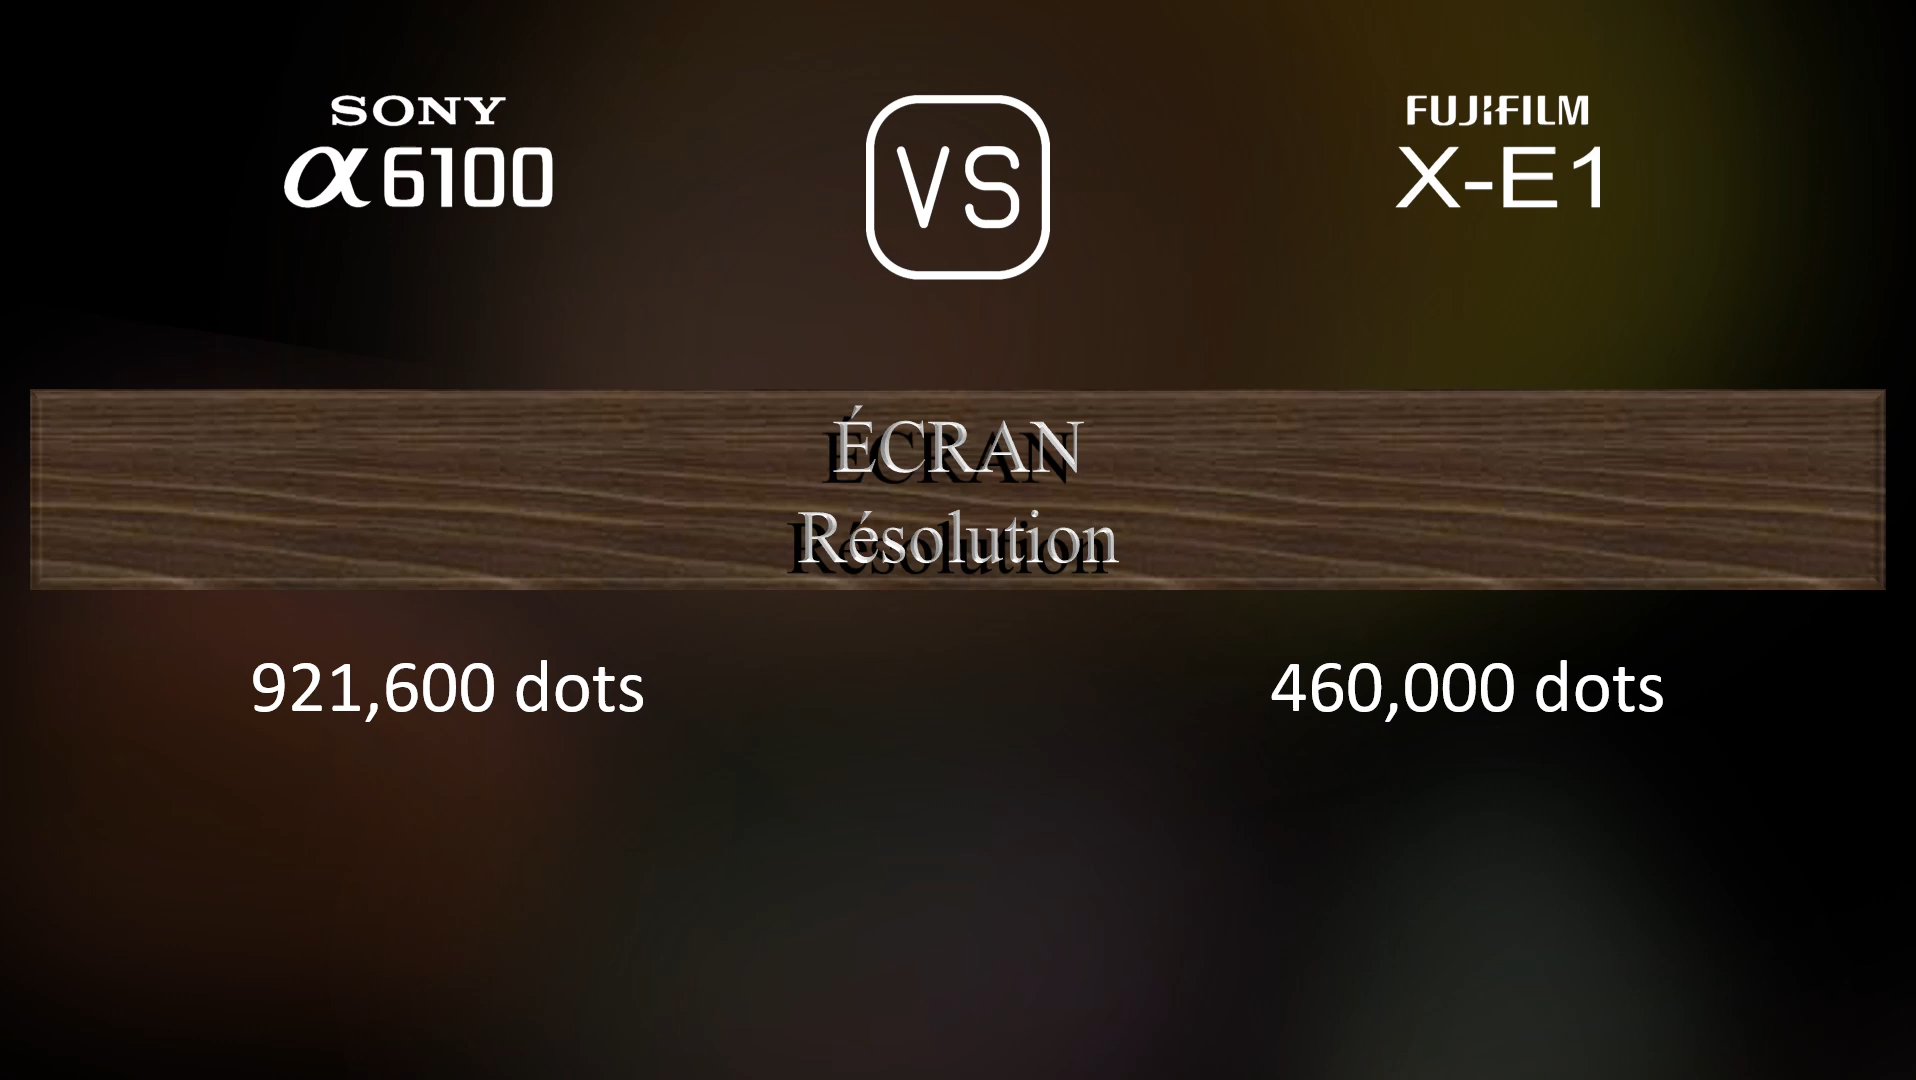 SONY
α6100
VS
FUJIFILM
X-E1
ÉCRAN
Résolution
921,600 dots
460,000 dots